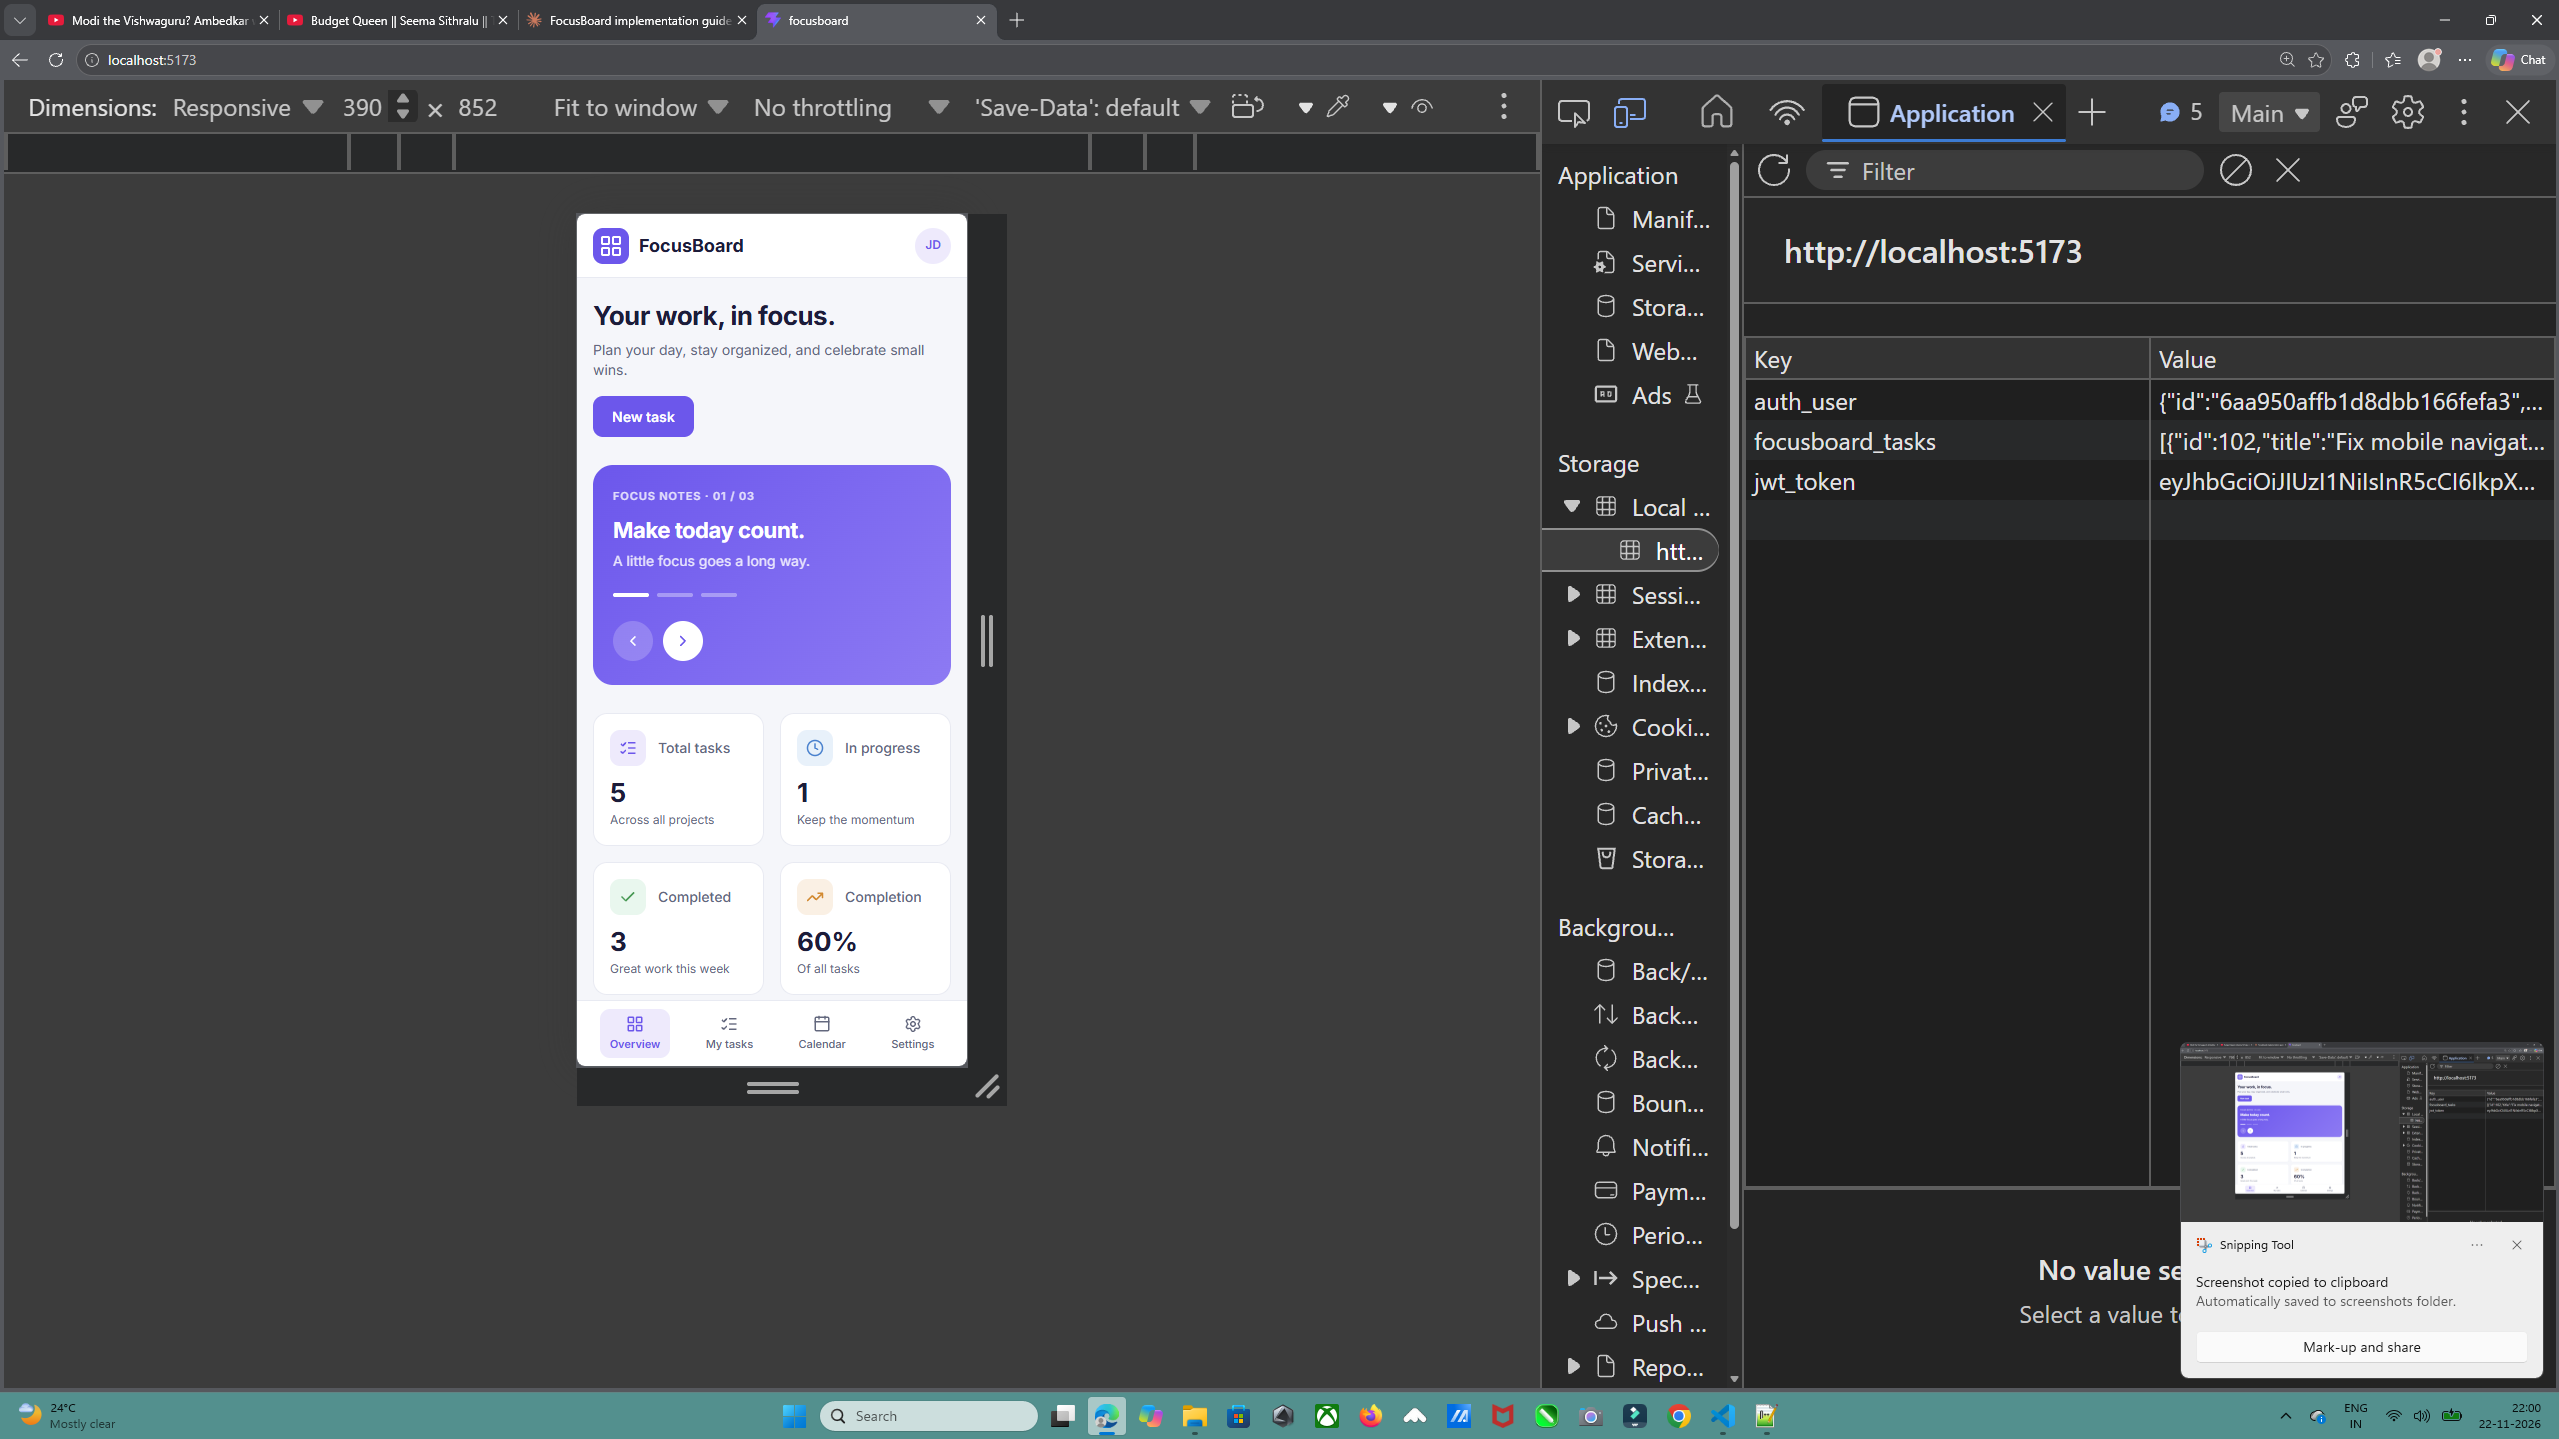 Modi the Vishwaguru? Ambedkar
Budget Queen || Seema Sithralu ||
FocusBoard implementation guide
focusboard
localhost:5173
Chat
Dimensions: Responsive 390 × 852 Fit to window No throttling 'Save-Data': default
Application
5
Main
FocusBoard
JD
Your work, in focus.
Plan your day, stay organized, and celebrate small
wins.
New task
FOCUS NOTES · 01 / 03
Make today count.
A little focus goes a long way.
Total tasks
5
Across all projects
In progress
1
Keep the momentum
Completed
3
Great work this week
Completion
60%
Of all tasks
Overview
My tasks
Calendar
Settings
Application
Manif...
Servi...
Stora...
Web...
Ads
Storage
Local ...
htt...
Sessi...
Exten...
Index...
Cooki...
Privat...
Cach...
Stora...
Backgrou...
Back/...
Back...
Back...
Boun...
Notifi...
Paym...
Perio...
Spec...
Push ...
Repo...
Filter
http://localhost:5173
Key Value
auth_user {"id":"6aa950affb1d8dbb166fefa3",...
focusboard_tasks [{"id":102,"title":"Fix mobile navigat...
jwt_token eyJhbGciOiJIUzI1NiIsInR5cCI6IkpX...
No value se
Select a value t
Snipping Tool
Screenshot copied to clipboard
Automatically saved to screenshots folder.
Mark-up and share
24°C
Mostly clear
Search
ENG
IN
22:00
22-11-2026